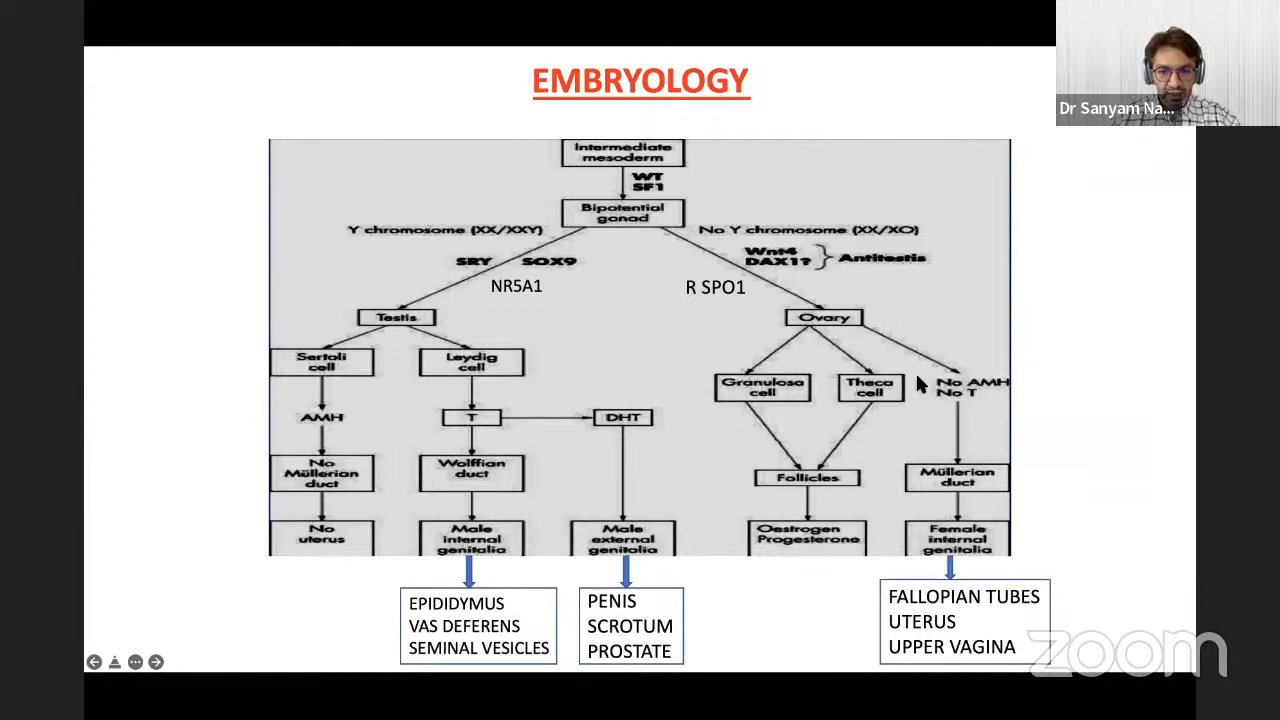 EMBRYOLOGY
Dr Sanyam Na...
Intermediate
mesoderm
WT
SF1
Bipotential
gonad
Y chromosome (XX/XXY)
No Y chromosome (XX/XO)
SRY SOX9
Wnt4
DAX1?
Antitestis
NR5A1
R SPO1
Testis
Ovary
Sertoli
cell
Leydig
cell
Granulosa
cell
Theca
cell
No AMH
No T
AMH
T
DHT
No
Müllerian
duct
Wolffian
duct
Follicles
Müllerian
duct
No
uterus
Male
internal
genitalia
Male
external
genitalia
Oestrogen
Progesterone
Female
internal
genitalia
EPIDIDYMUS
VAS DEFERENS
SEMINAL VESICLES
PENIS
SCROTUM
PROSTATE
FALLOPIAN TUBES
UTERUS
UPPER VAGINA
zoom